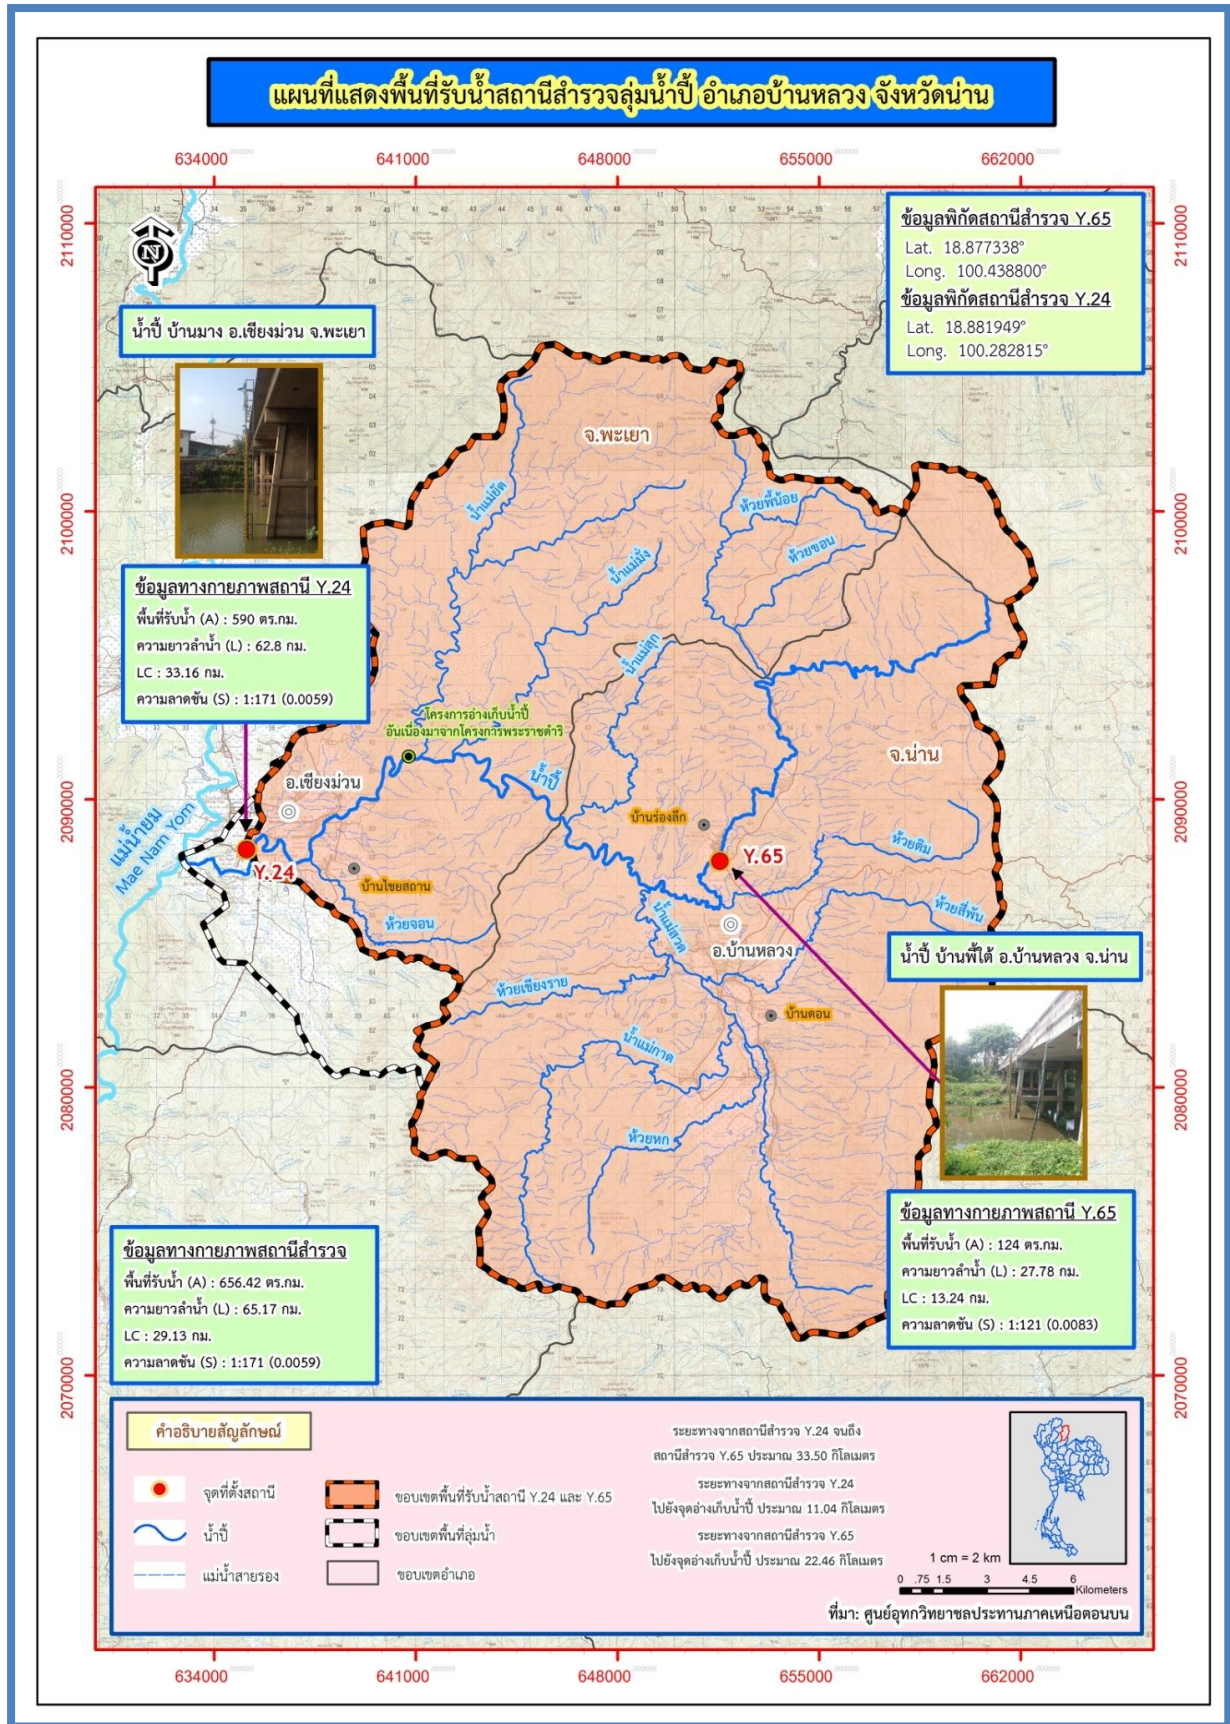 แผนที่แสดงพื้นที่รับน้ำสถานีสำรวจลุ่มน้ำปี้ อำเภอบ้านหลวง จังหวัดน่าน
634000 641000 648000 655000 662000
2110000
2110000
ข้อมูลพิกัดสถานีสำรวจ Y.65
Lat. 18.877338°
Long. 100.438800°
ข้อมูลพิกัดสถานีสำรวจ Y.24
Lat. 18.881949°
Long. 100.282815°
N
น้ำปี้ บ้านมาง อ.เชียงม่วน จ.พะเยา
จ.พะเยา
น้ำแม่ยัด
ห้วยพี้น้อย
2100000
2100000
ห้วยขอน
น้ำแม่มั่ง
ข้อมูลทางกายภาพสถานี Y.24
พื้นที่รับน้ำ (A) : 590 ตร.กม.
ความยาวลำน้ำ (L) : 62.8 กม.
LC : 33.16 กม.
ความลาดชัน (S) : 1:171 (0.0059)
น้ำแม่สุก
โครงการอ่างเก็บน้ำปี้
อันเนื่องมาจากโครงการพระราชดำริ
จ.น่าน
อ.เชียงม่วน
น้ำปี้
2090000
2090000
บ้านร่องลึก
แม่น้ำยม
Mae Nam Yom
ห้วยติม
Y.24
Y.65
บ้านไชยสถาน
ห้วยสี่พัน
ห้วยจอน
น้ำแม่สวด
อ.บ้านหลวง
น้ำปี้ บ้านพี้ใต้ อ.บ้านหลวง จ.น่าน
ห้วยเชียงราย
บ้านดอน
น้ำแม่กาด
2080000
2080000
ห้วยหก
ข้อมูลทางกายภาพสถานี Y.65
พื้นที่รับน้ำ (A) : 124 ตร.กม.
ความยาวลำน้ำ (L) : 27.78 กม.
LC : 13.24 กม.
ความลาดชัน (S) : 1:121 (0.0083)
ข้อมูลทางกายภาพสถานีสำรวจ
พื้นที่รับน้ำ (A) : 656.42 ตร.กม.
ความยาวลำน้ำ (L) : 65.17 กม.
LC : 29.13 กม.
ความลาดชัน (S) : 1:171 (0.0059)
2070000
2070000
คำอธิบายสัญลักษณ์
จุดที่ตั้งสถานี
น้ำปี้
แม่น้ำสายรอง
ขอบเขตพื้นที่รับน้ำสถานี Y.24 และ Y.65
ขอบเขตพื้นที่ลุ่มน้ำ
ขอบเขตอำเภอ
ระยะทางจากสถานีสำรวจ Y.24 จนถึง
สถานีสำรวจ Y.65 ประมาณ 33.50 กิโลเมตร
ระยะทางจากสถานีสำรวจ Y.24
ไปยังจุดอ่างเก็บน้ำปี้ ประมาณ 11.04 กิโลเมตร
ระยะทางจากสถานีสำรวจ Y.65
ไปยังจุดอ่างเก็บน้ำปี้ ประมาณ 22.46 กิโลเมตร
1 cm = 2 km
0 .75 1.5 3 4.5 6
Kilometers
ที่มา: ศูนย์อุทกวิทยาชลประทานภาคเหนือตอนบน
634000 641000 648000 655000 662000